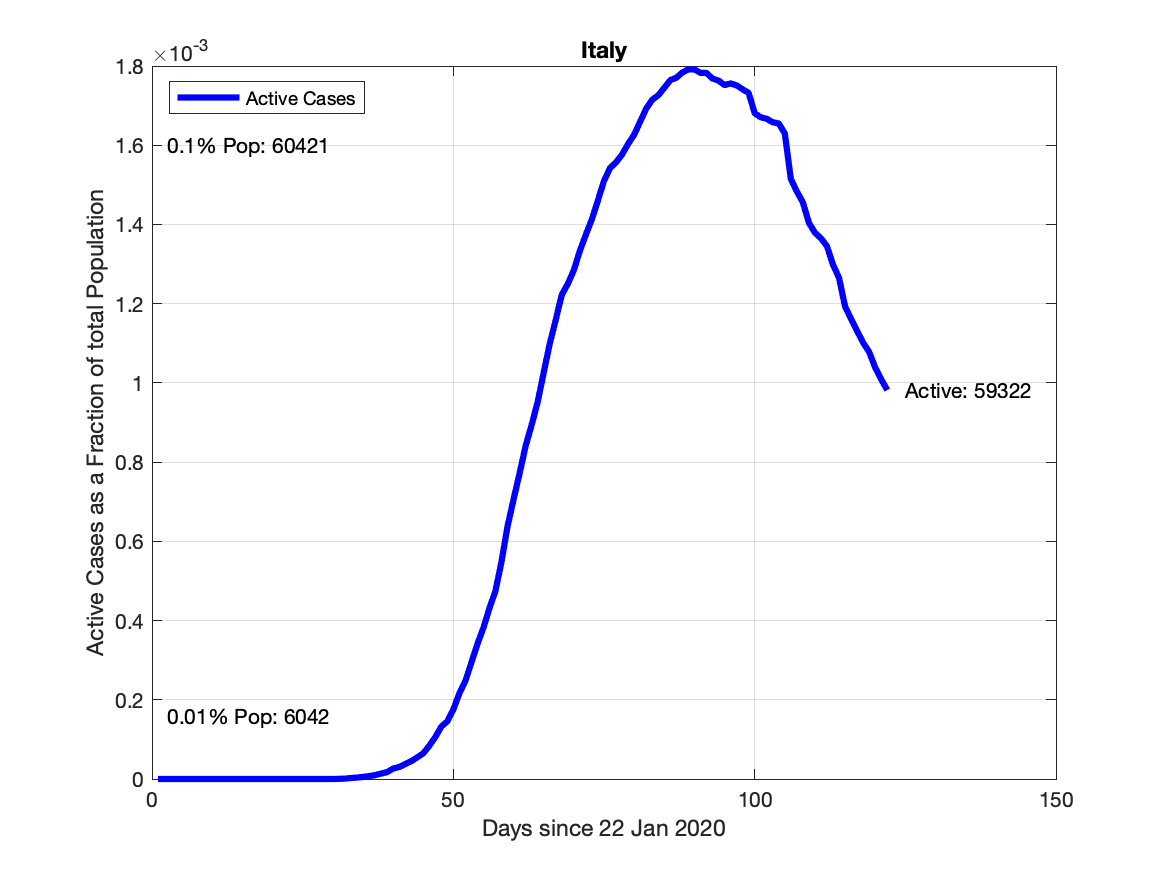 Italy
×10-3
1.8
1.6
1.4
1.2
1
0.8
0.6
0.4
0.2
0
Active Cases
0.1% Pop: 60421
0.01% Pop: 6042
Active: 59322
0
50
100
150
Days since 22 Jan 2020
Active Cases as a Fraction of total Population